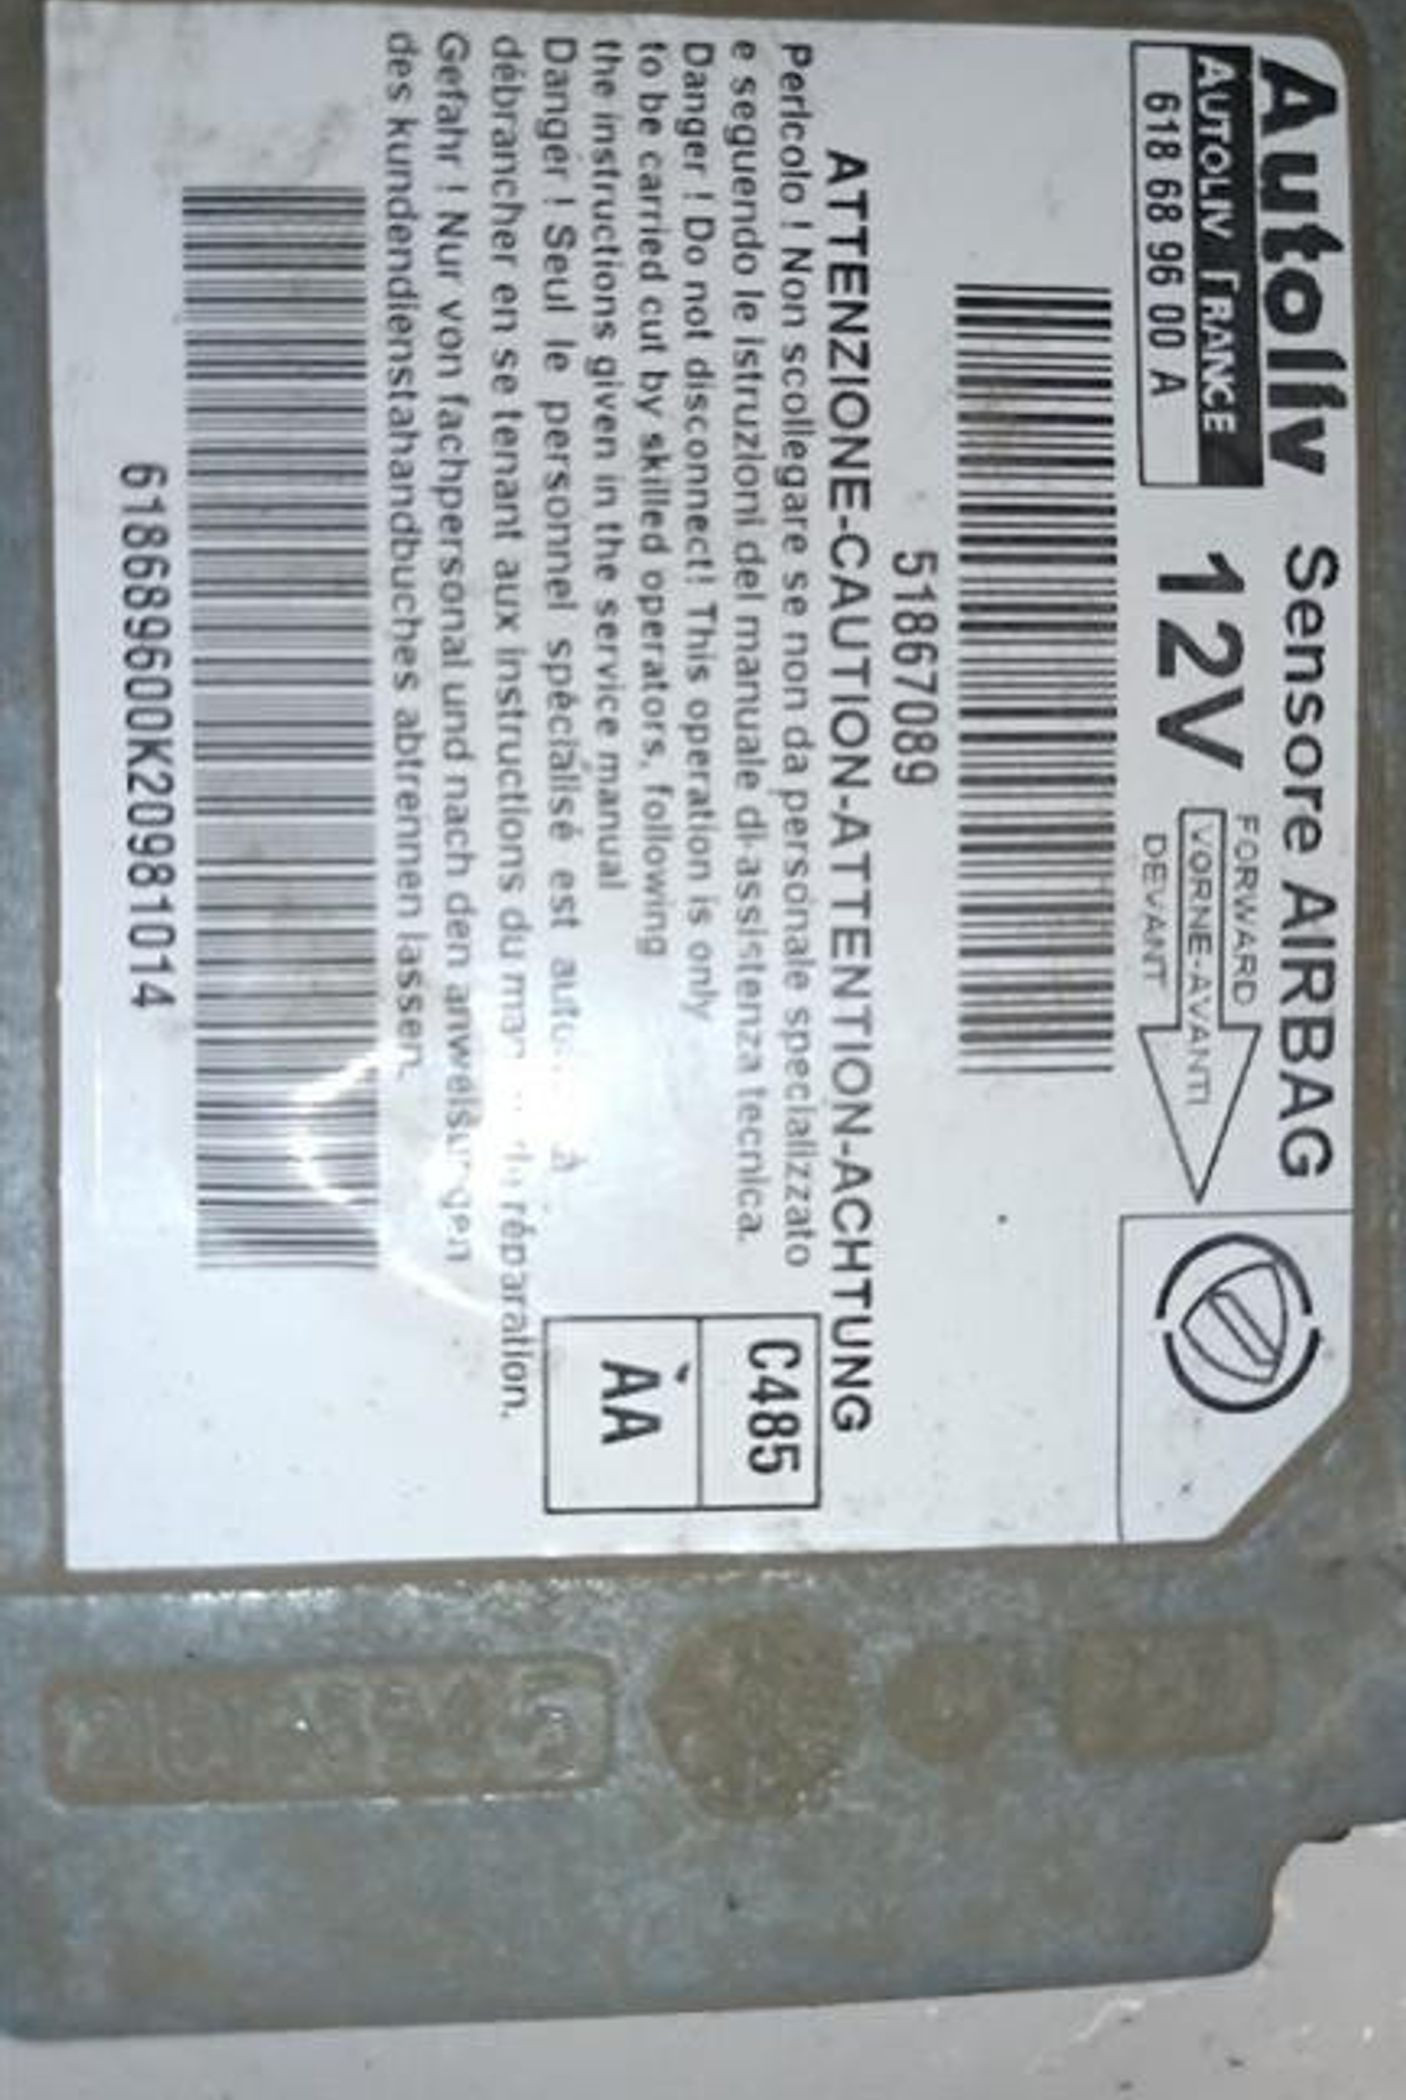 Autoliv Sensore AIRBAG
AUTOLIV FRANCE
618 68 96 00 A
12V
FORWARD
VORNE-AVANTI
DEVANT
51867089
ATTENZIONE-CAUTION-ATTENTION-ACHTUNG
Pericolo ! Non scollegare se non da personale specializzato
e seguendo le istruzioni del manuale di assistenza tecnica.
Danger ! Do not disconnect! This operation is only
to be carried cut by skilled operators, following
the instructions given in the service manual
Danger ! Seul le personnel spécialisé est à
débrancher en se tenant aux instructions du réparation.
Gefahr ! Nur von fachpersonal und nach den anweisungen
des kundendienstahandbuches abtrennen lassen.
C485
AA
618689600K20981014